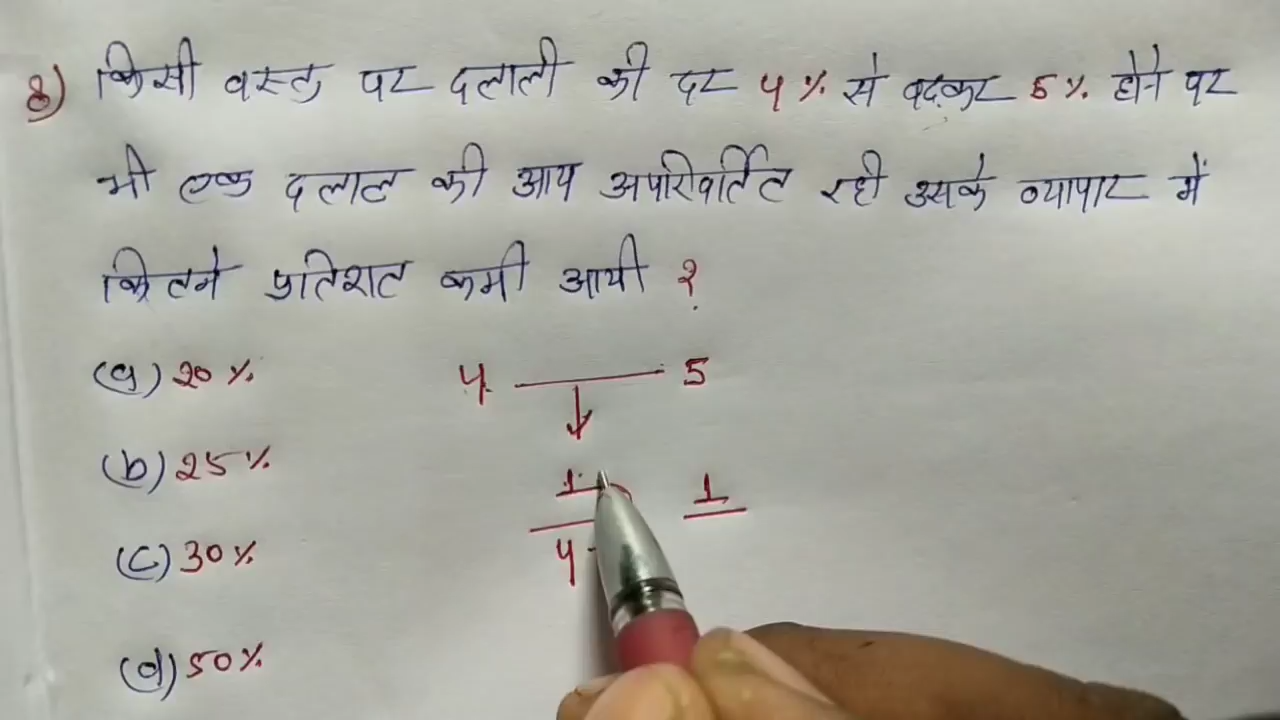 8) किसी वस्तु पर दलाली की दर 4% से बढ़कर 5% होने पर
भी एक दलाल की आय अपरिवर्तित रही उसके व्यापार में
कितने प्रतिशत कमी आयी ?
(a) 20%
4 5
(b) 25%
1 1
4
(c) 30%
(d) 50%